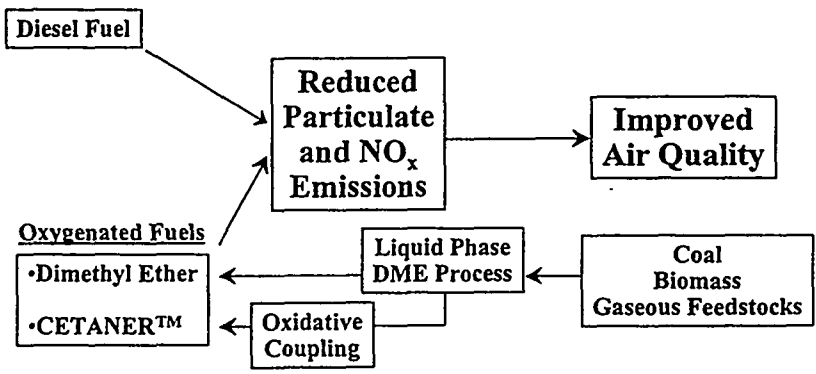 Diesel Fuel
Reduced
Particulate
and NOx
Emissions
Improved
Air Quality
Oxygenated Fuels
•Dimethyl Ether
•CETANER™
Liquid Phase
DME Process
Oxidative
Coupling
Coal
Biomass
Gaseous Feedstocks